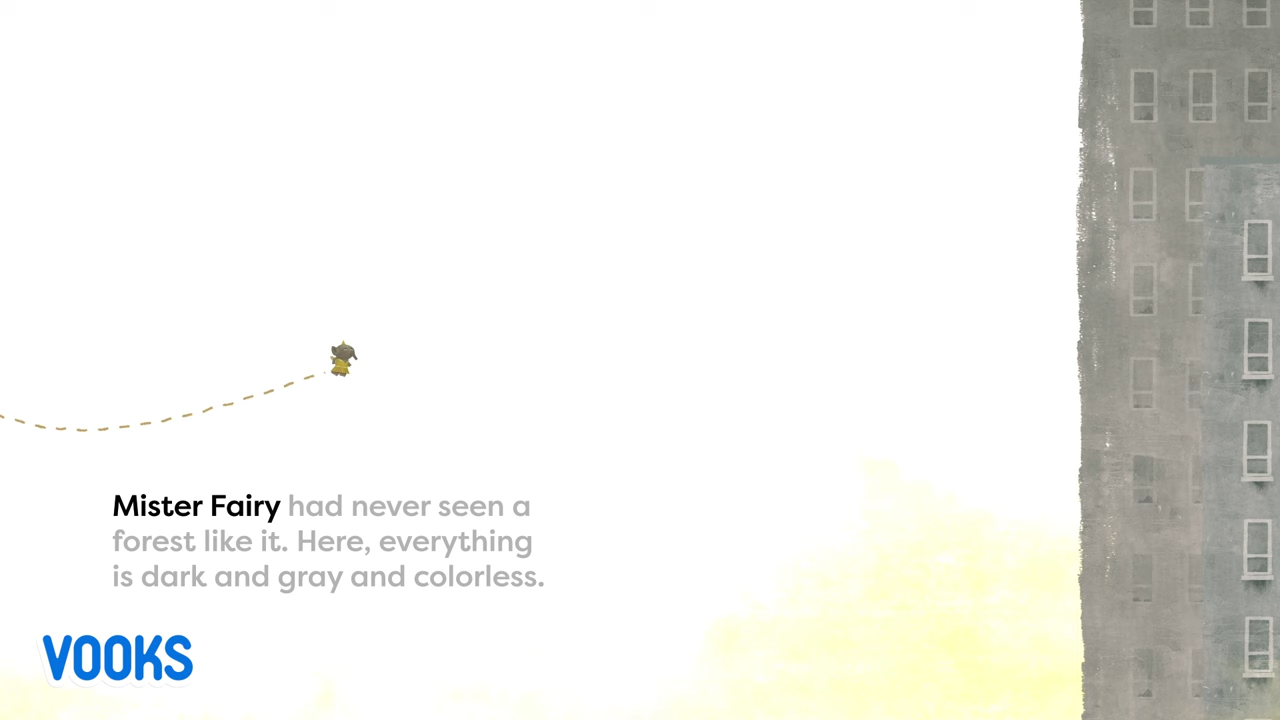 Mister Fairy had never seen a
forest like it. Here, everything
is dark and gray and colorless.
VOOKS